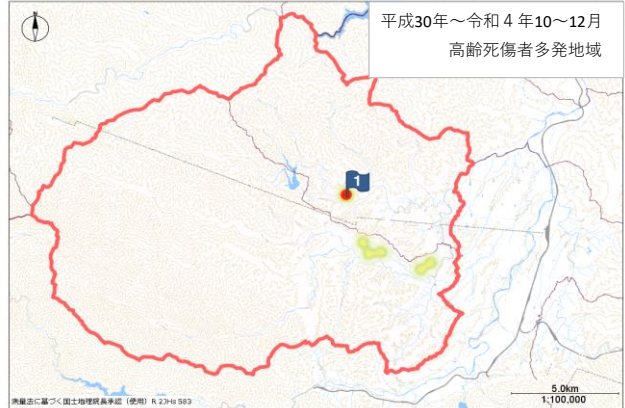 平成30年～令和４年10～12月
高齢死傷者多発地域
N
1
測量法に基づく国土地理院長承認（使用）R 2JHs 583
5.0km
1:100,000